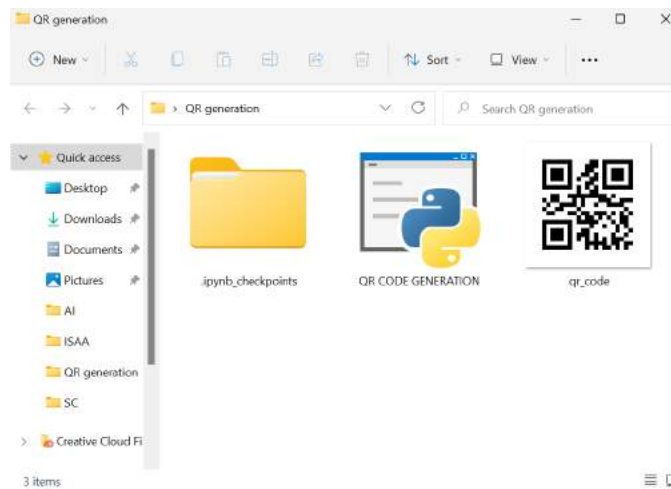 QR generation
New
Sort
View
QR generation
Search QR generation
Quick access
Desktop
Downloads
Documents
Pictures
AI
ISAA
QR generation
SC
Creative Cloud Fi
.ipynb_checkpoints
QR CODE GENERATION
qr_code
3 items